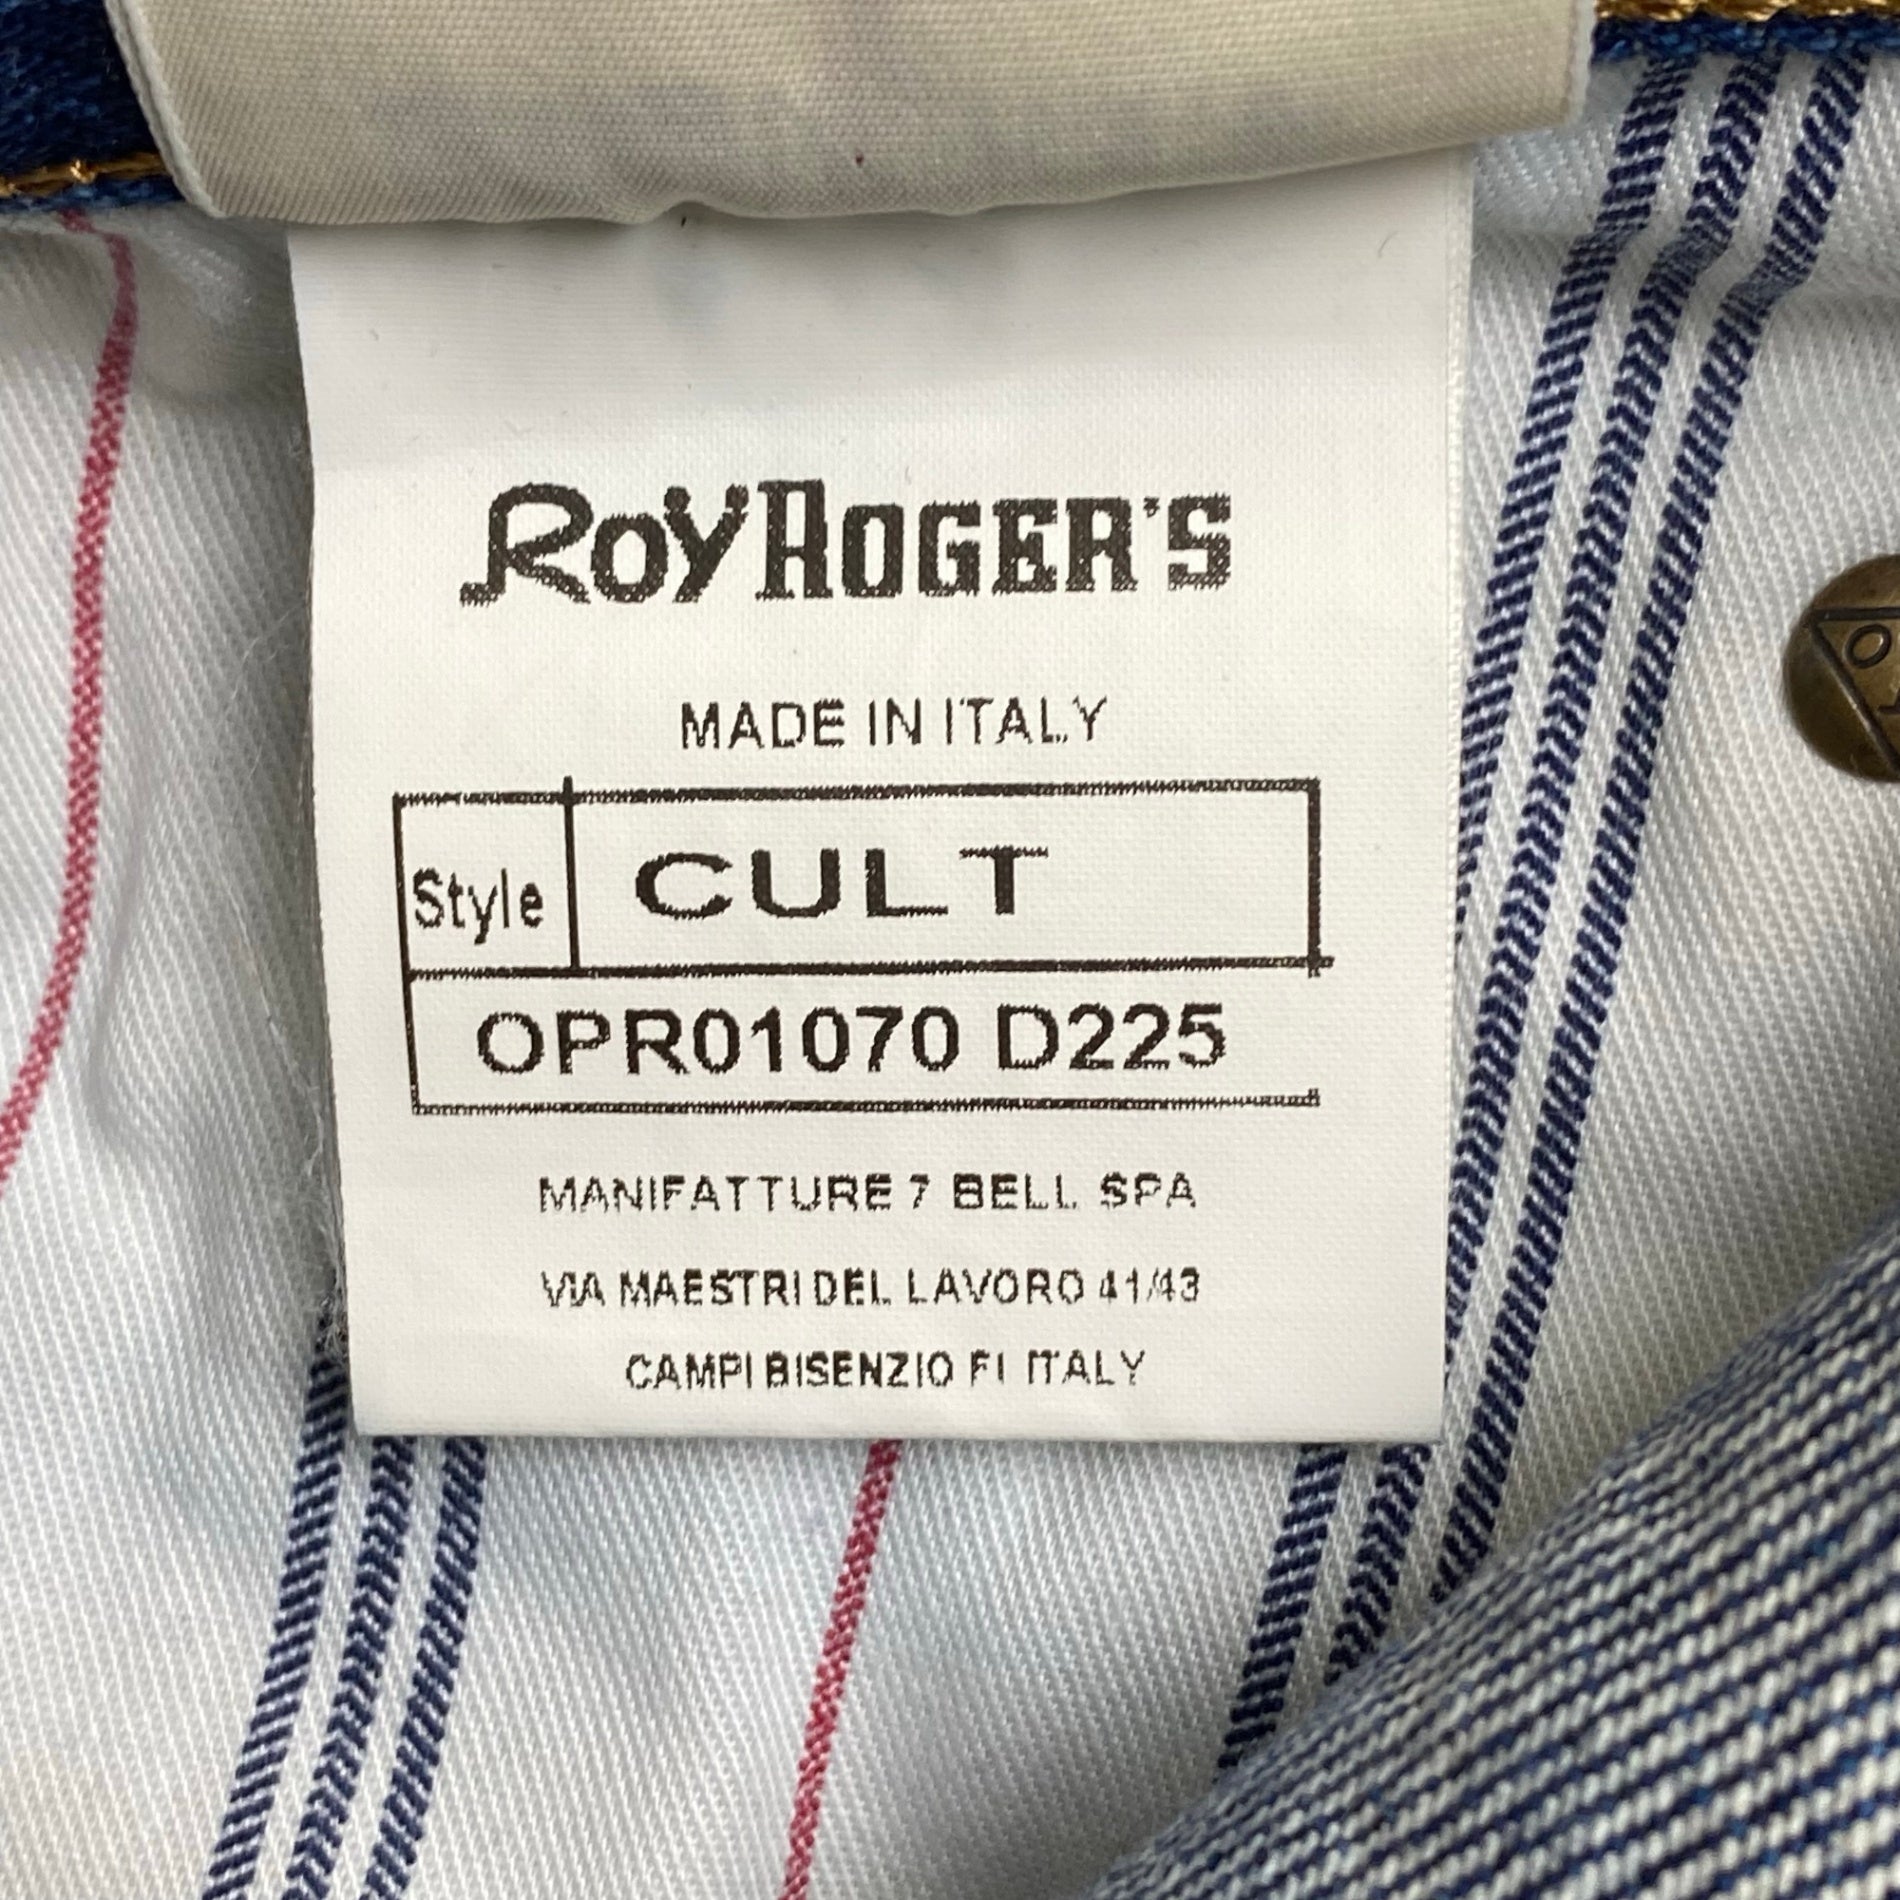 Roy Roger's
MADE IN ITALY
Style CULT
OPR01070 D225
MANIFATTURE 7 BELL SPA
VIA MAESTRI DEL LAVORO 41/43
CAMPI BISENZIO FI ITALY